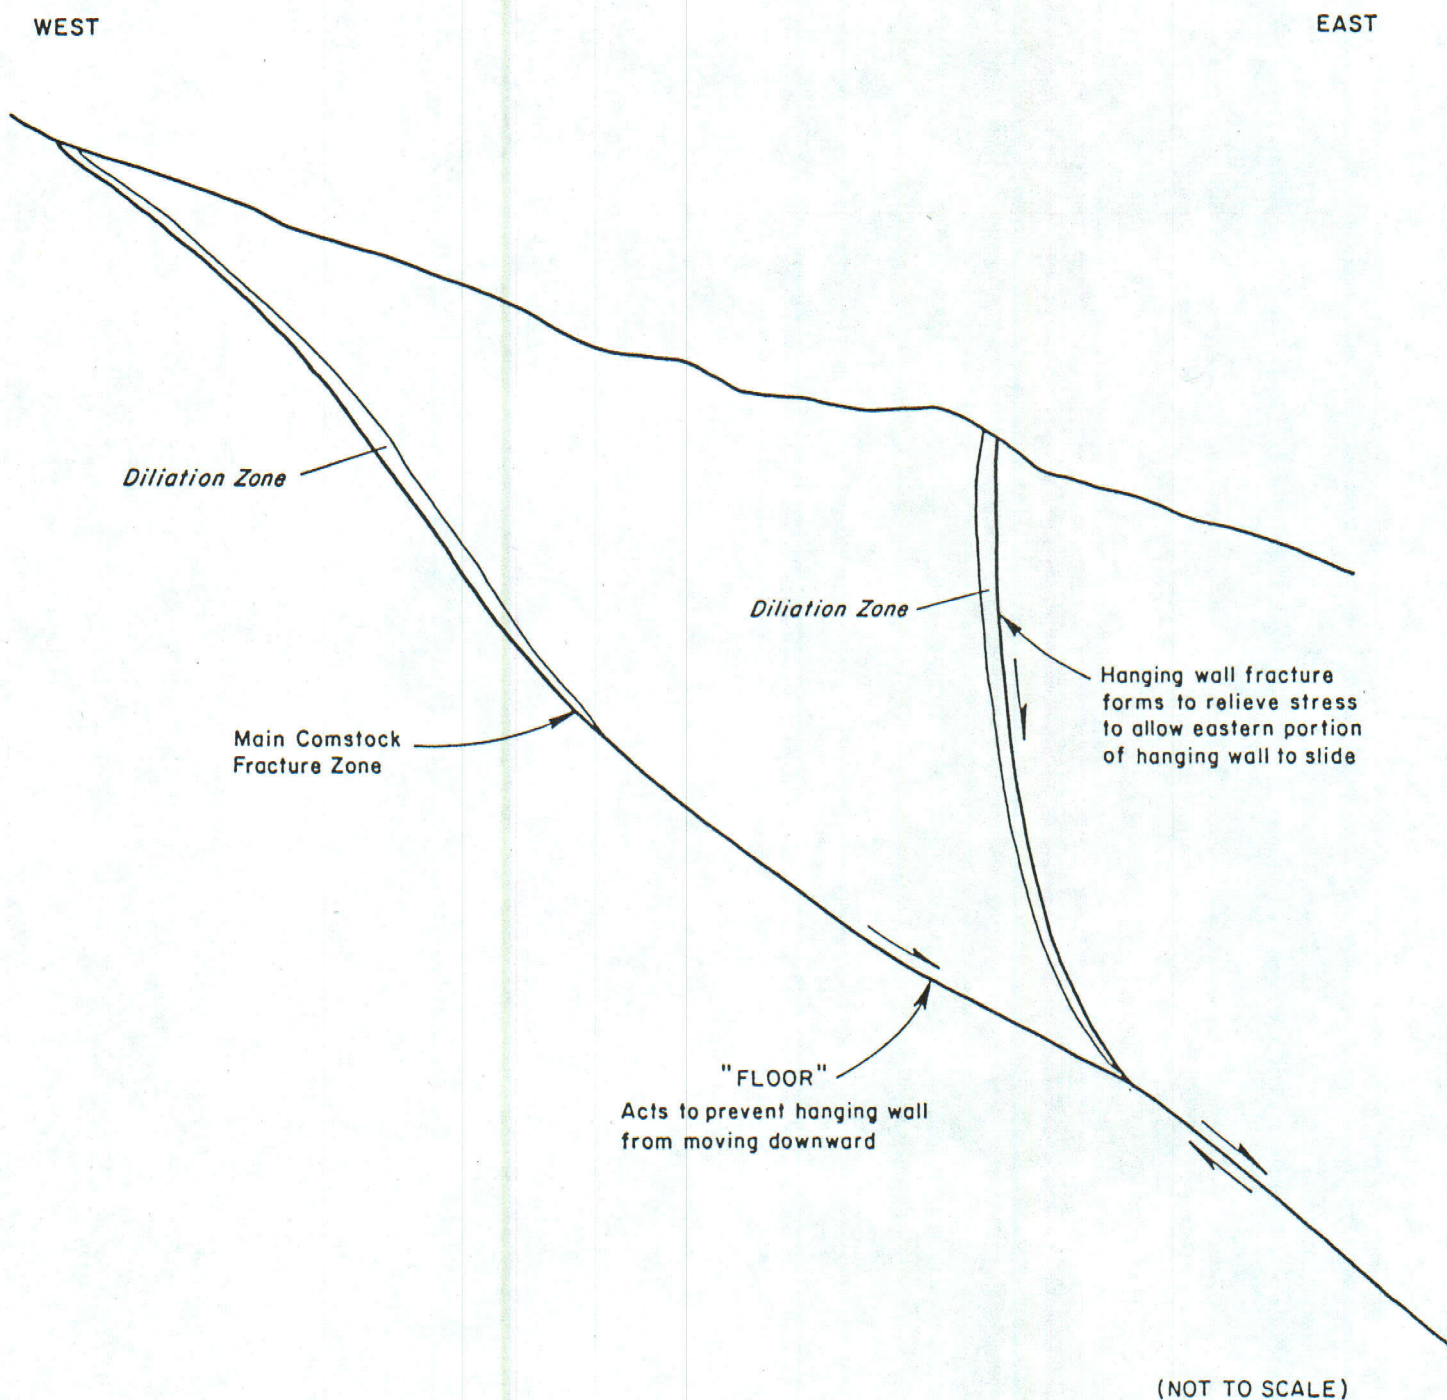 WEST
EAST
Diliation Zone
Diliation Zone
Hanging wall fracture
forms to relieve stress
to allow eastern portion
of hanging wall to slide
Main Comstock
Fracture Zone
"FLOOR"
Acts to prevent hanging wall
from moving downward
(NOT TO SCALE)